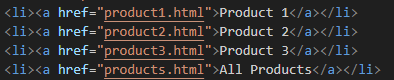 <li><a href="product1.html">Product 1</a></li>
<li><a href="product2.html">Product 2</a></li>
<li><a href="product3.html">Product 3</a></li>
<li><a href="products.html">All Products</a></li>